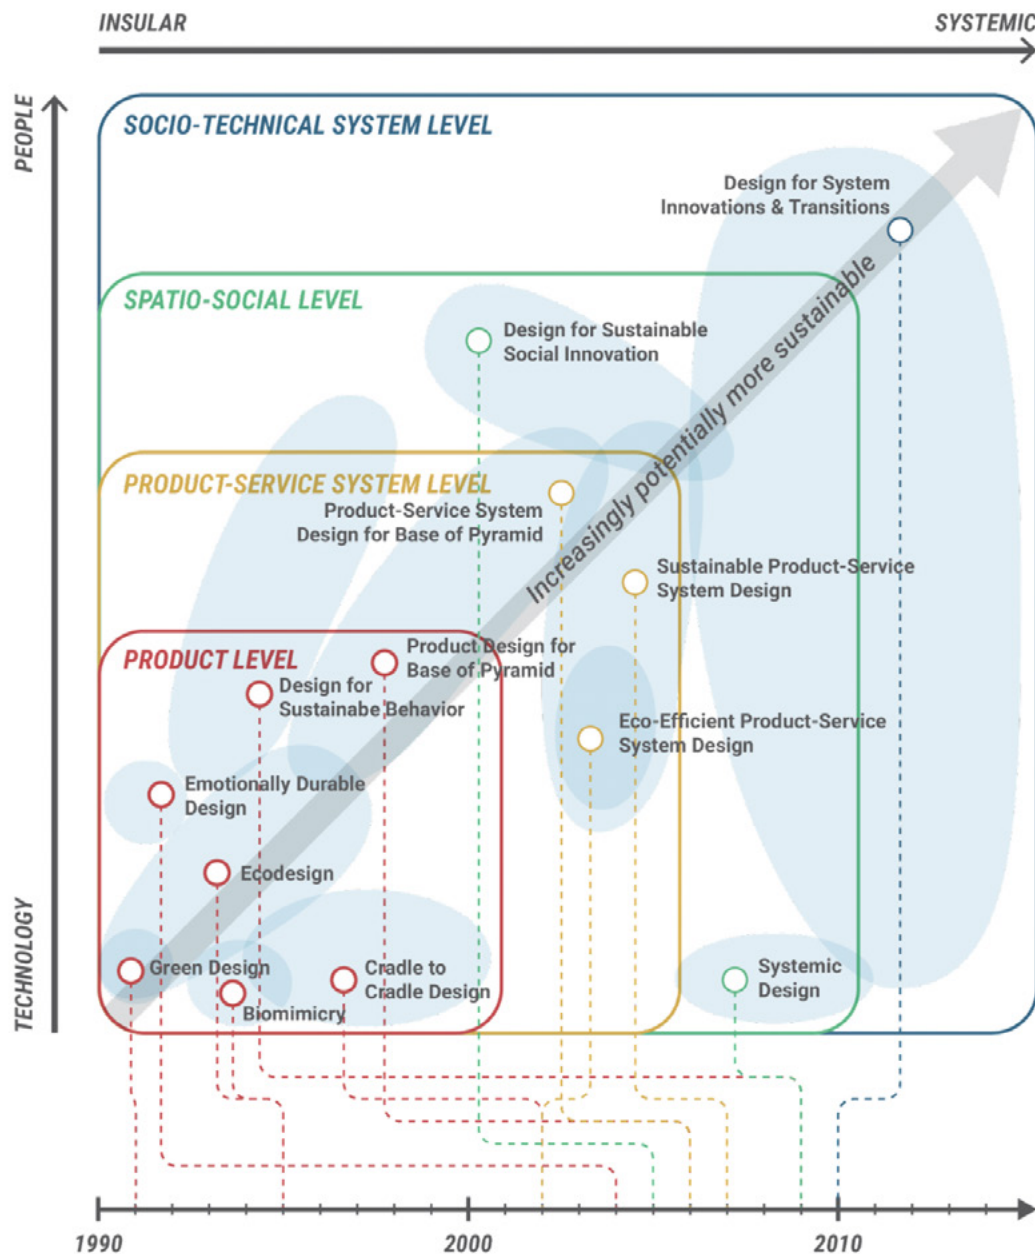 INSULAR
SYSTEMIC
PEOPLE
SOCIO-TECHNICAL SYSTEM LEVEL
Design for System
Innovations & Transitions
SPATIO-SOCIAL LEVEL
Design for Sustainable
Social Innovation
Increasingly potentially more sustainable
PRODUCT-SERVICE SYSTEM LEVEL
Product-Service System
Design for Base of Pyramid
Sustainable Product-Service
System Design
PRODUCT LEVEL
Product Design for
Base of Pyramid
Design for
Sustainabe Behavior
Eco-Efficient Product-Service
System Design
Emotionally Durable
Design
Ecodesign
TECHNOLOGY
Green Design
Biomimicry
Cradle to
Cradle Design
Systemic
Design
1990
2000
2010